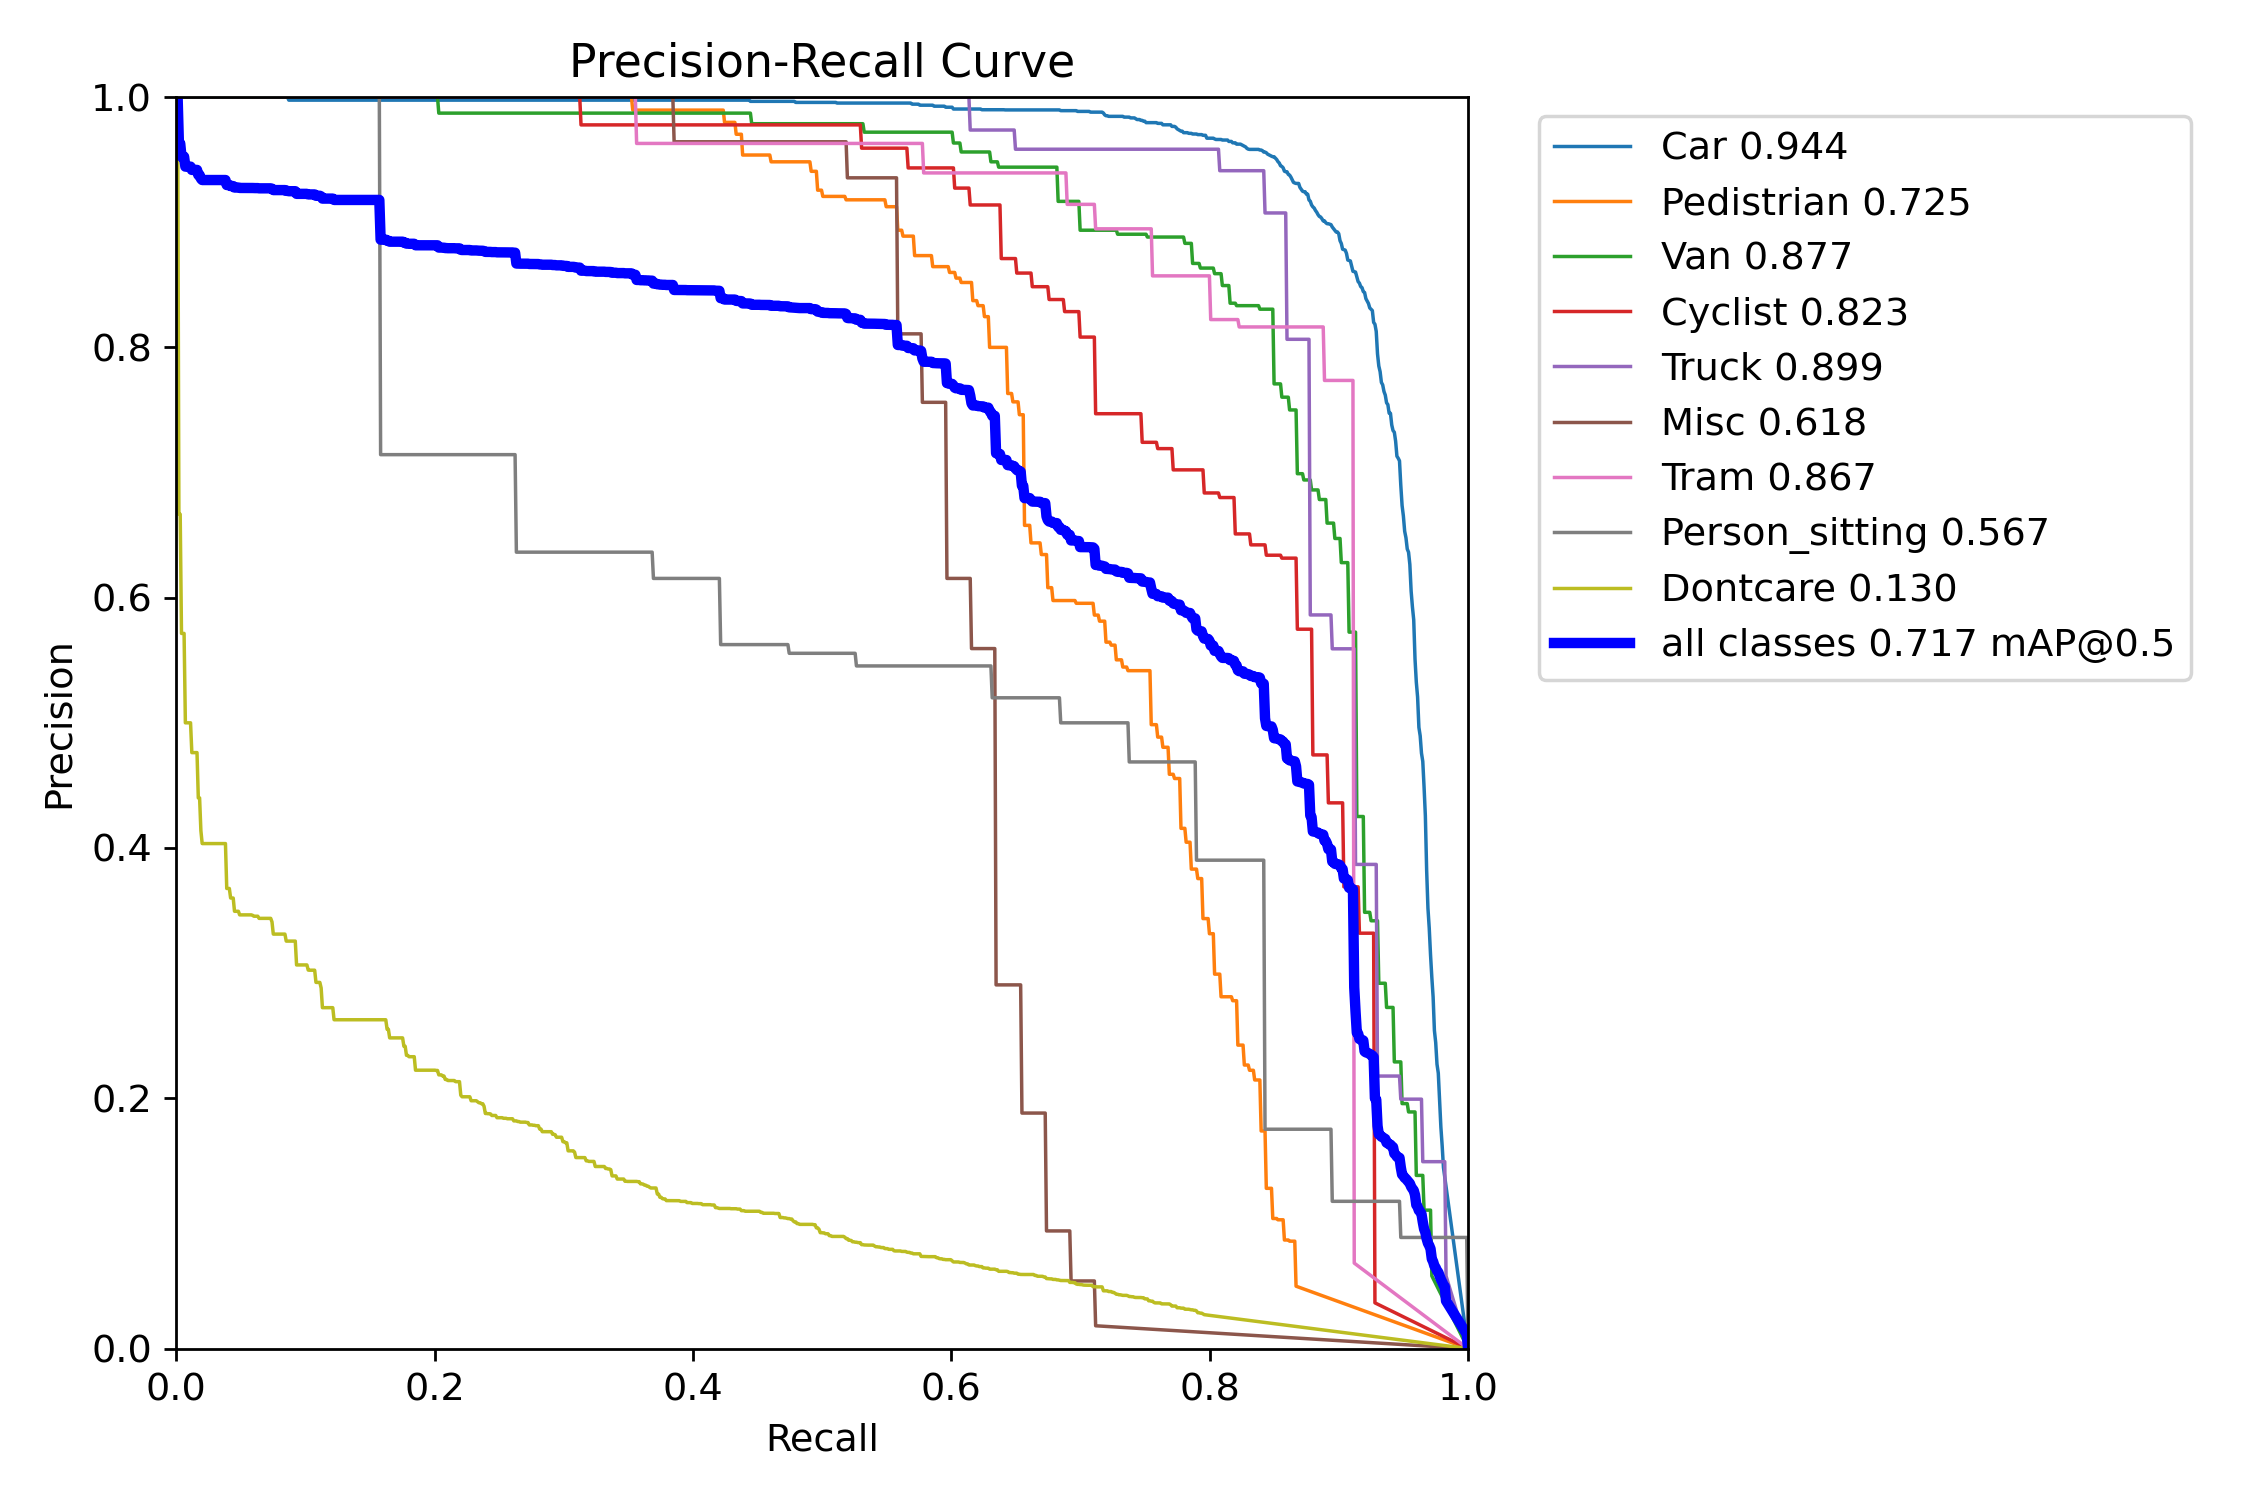 Precision-Recall Curve
1.0
0.8
0.6
0.4
0.2
0.0
Precision
0.0 0.2 0.4 0.6 0.8 1.0
Recall
Car 0.944
Pedistrian 0.725
Van 0.877
Cyclist 0.823
Truck 0.899
Misc 0.618
Tram 0.867
Person_sitting 0.567
Dontcare 0.130
all classes 0.717 mAP@0.5